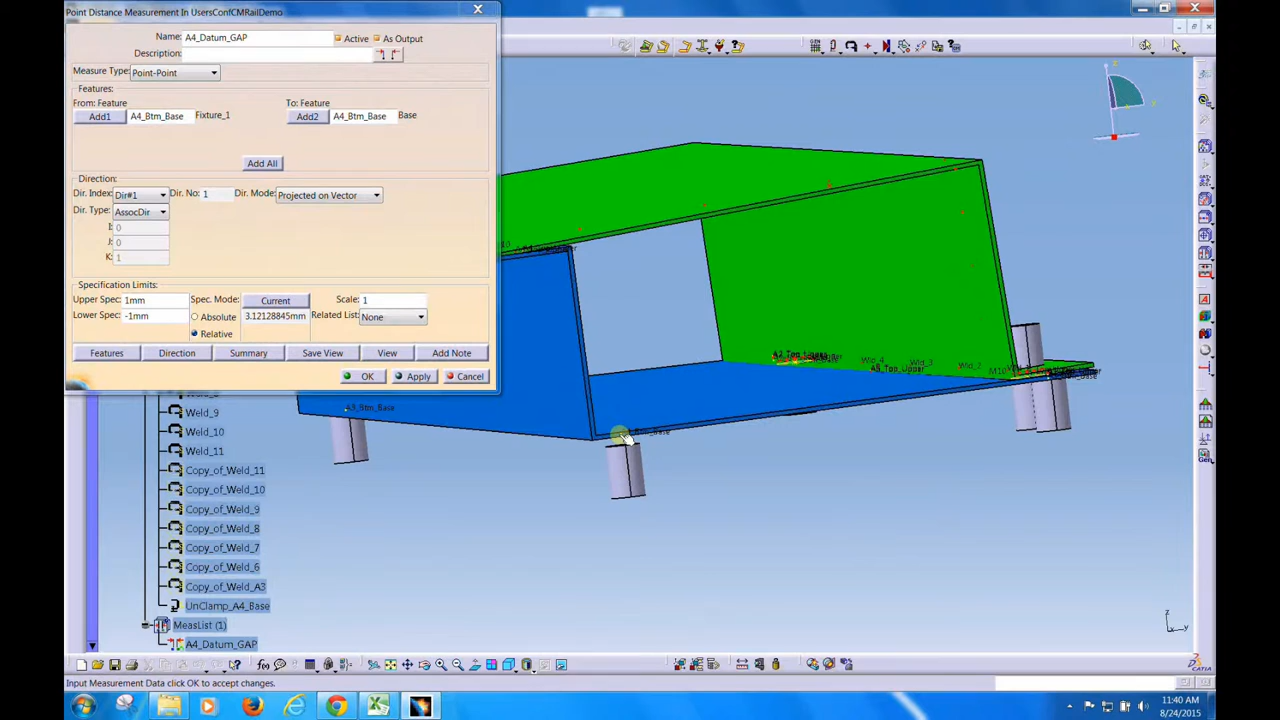 Point Distance Measurement In UsersConfCMRailDemo
Name: A4_Datum_GAP Active As Output
Description:
Measure Type: Point-Point
Features:
From: Feature To: Feature
Add1 A4_Btm_Base Fixture_1 Add2 A4_Btm_Base Base
Add All
Direction:
Dir. Index: Dir#1 Dir. No: 1 Dir. Mode: Projected on Vector
Dir. Type: AssocDir
I: 0
J: 0
K: 1
Specification Limits:
Upper Spec: 1mm Spec. Mode: Current Scale: 1
Lower Spec: -1mm Absolute 3.12128845mm Related List: None
Relative
Features Direction Summary Save View View Add Note
OK Apply Cancel
A3_Btm_Base
Wld_4
Wld_3
Wld_2
Weld_9
Weld_10
Weld_11
Copy_of_Weld_11
Copy_of_Weld_10
Copy_of_Weld_9
Copy_of_Weld_8
Copy_of_Weld_7
Copy_of_Weld_6
Copy_of_Weld_A3
UnClamp_A4_Base
MeasList (1)
A4_Datum_GAP
z
x
y
f(x)
CATIA
Input Measurement Data click OK to accept changes.
11:40 AM
8/24/2015